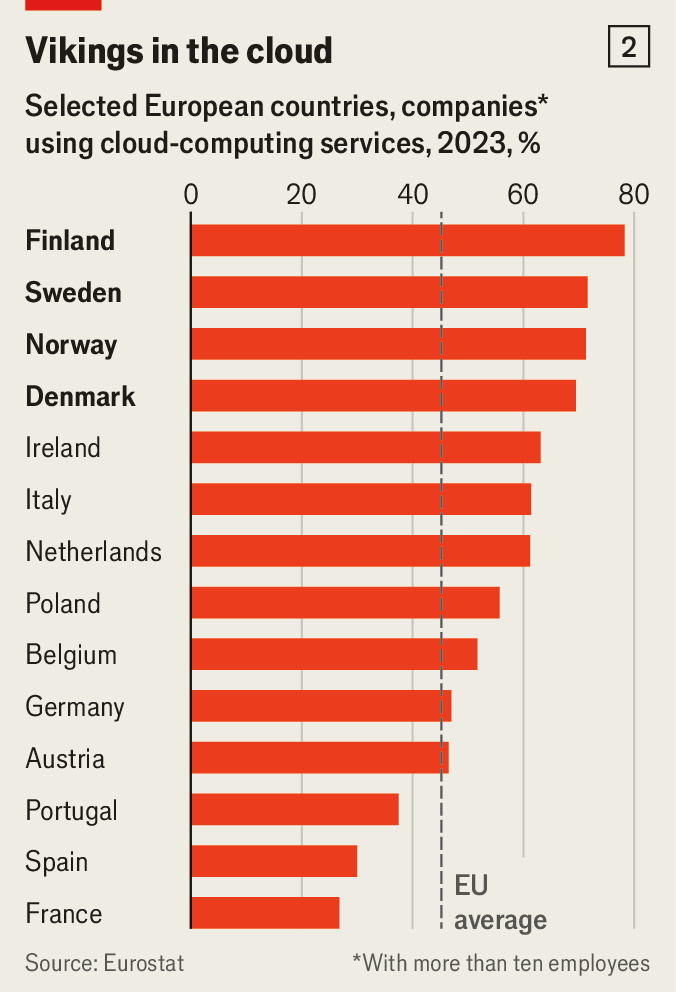 Vikings in the cloud
2
Selected European countries, companies*
using cloud-computing services, 2023, %
0 20 40 60 80
Finland
Sweden
Norway
Denmark
Ireland
Italy
Netherlands
Poland
Belgium
Germany
Austria
Portugal
Spain
France
EU
average
Source: Eurostat
*With more than ten employees